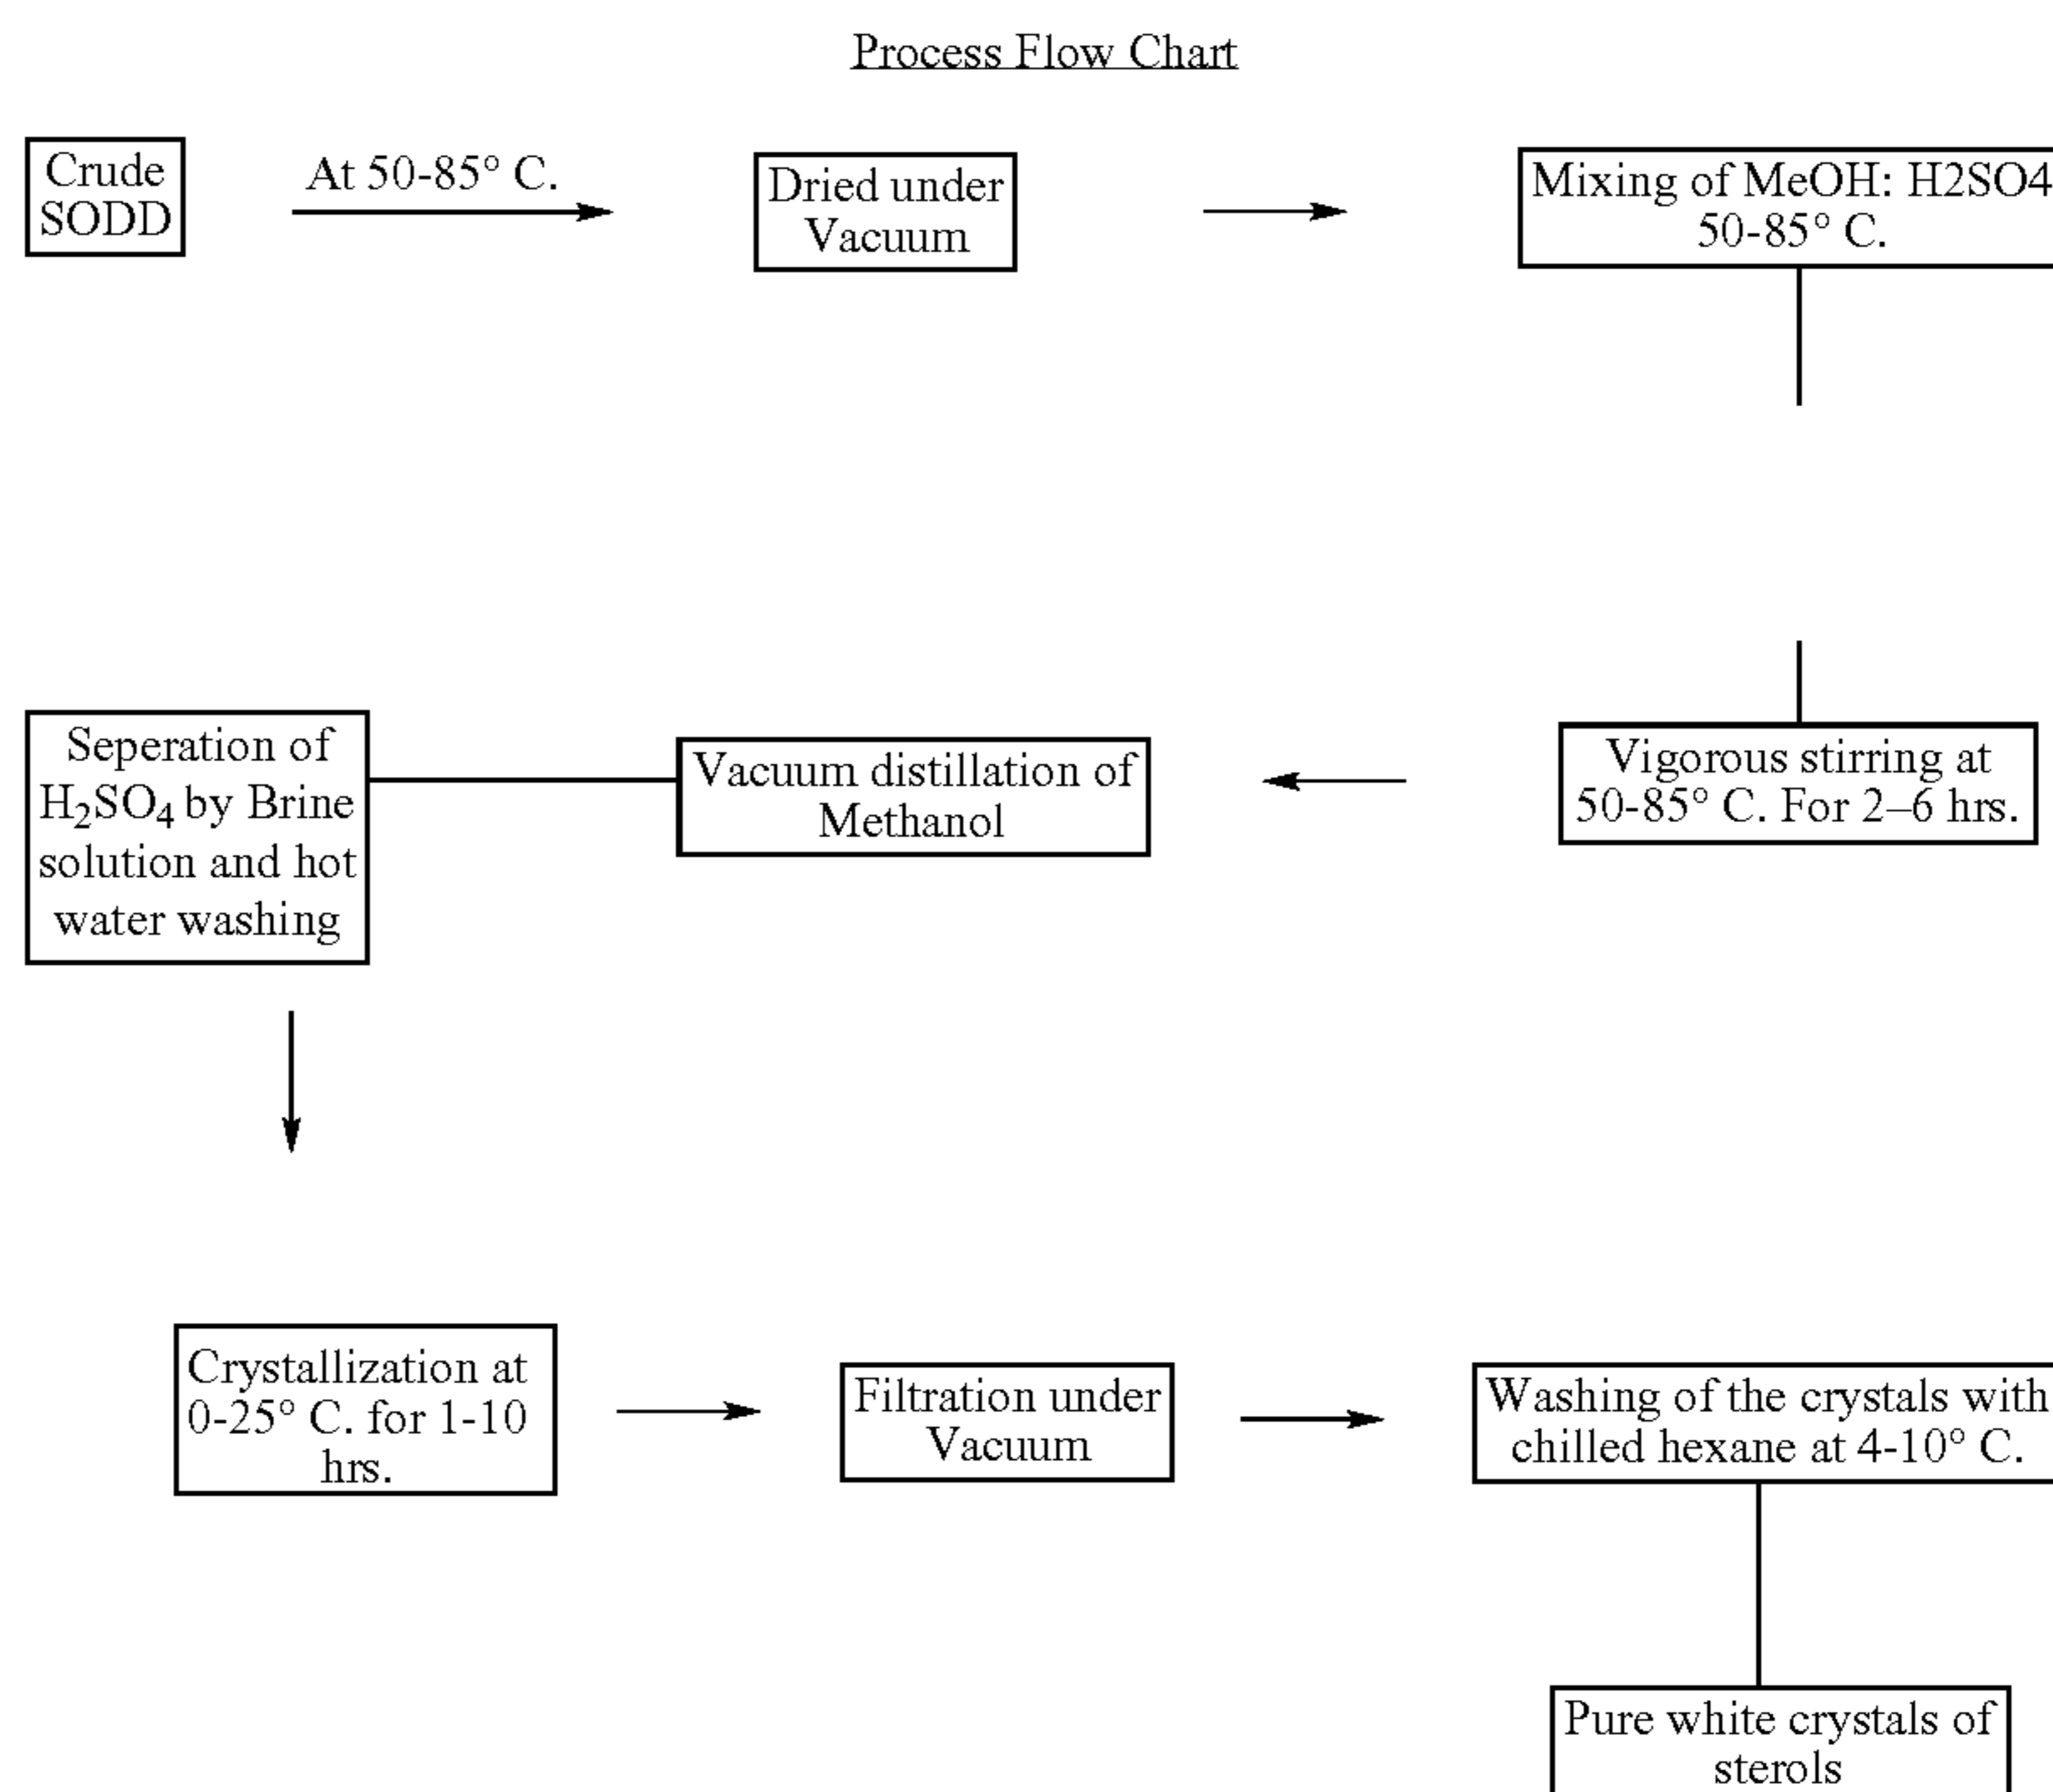 Process Flow Chart
Crude
SODD
At 50-85° C.
Dried under
Vacuum
Mixing of MeOH: H2SO4
50-85° C.
Seperation of
H₂SO₄ by Brine
solution and hot
water washing
Vacuum distillation of
Methanol
Vigorous stirring at
50-85° C. For 2–6 hrs.
Crystallization at
0-25° C. for 1-10
hrs.
Filtration under
Vacuum
Washing of the crystals with
chilled hexane at 4-10° C.
Pure white crystals of
sterols